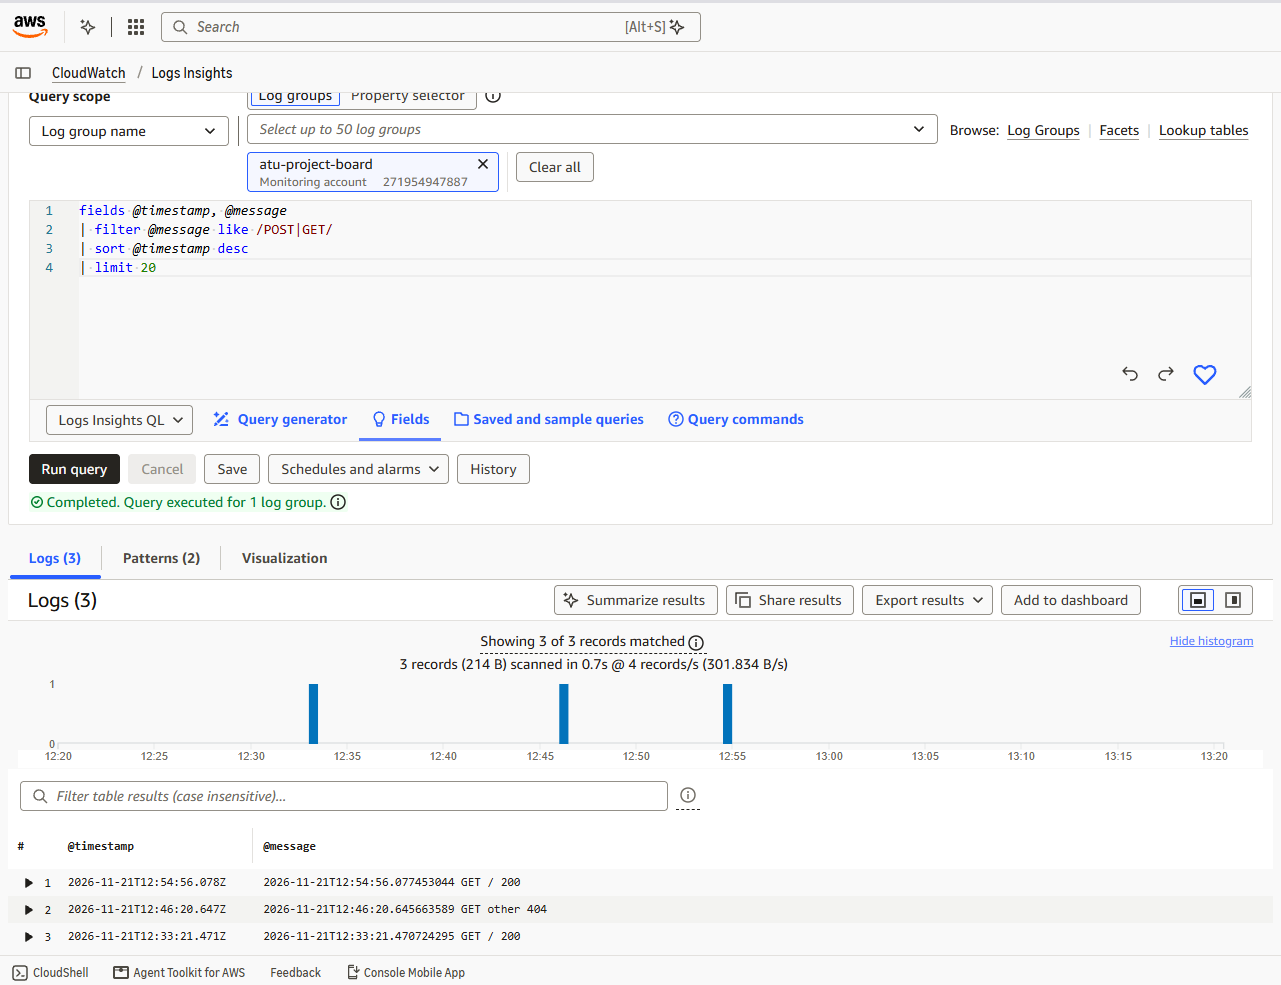 aws
Search [Alt+S]
CloudWatch / Logs Insights
Query scope
Log groups Property selector
Log group name
Select up to 50 log groups
Browse: Log Groups Facets Lookup tables
atu-project-board
Monitoring account 271954947887
Clear all
1 fields @timestamp, @message
2 | filter @message like /POST|GET/
3 | sort @timestamp desc
4 | limit 20
Logs Insights QL Query generator Fields Saved and sample queries Query commands
Run query Cancel Save Schedules and alarms History
Completed. Query executed for 1 log group.
Logs (3) Patterns (2) Visualization
Logs (3) Summarize results Share results Export results Add to dashboard
Showing 3 of 3 records matched
Hide histogram
3 records (214 B) scanned in 0.7s @ 4 records/s (301.834 B/s)
1
0
12:20 12:25 12:30 12:35 12:40 12:45 12:50 12:55 13:00 13:05 13:10 13:15 13:20
Filter table results (case insensitive)...
# @timestamp @message
1 2026-11-21T12:54:56.078Z 2026-11-21T12:54:56.077453044 GET / 200
2 2026-11-21T12:46:20.647Z 2026-11-21T12:46:20.645663589 GET other 404
3 2026-11-21T12:33:21.471Z 2026-11-21T12:33:21.470724295 GET / 200
CloudShell Agent Toolkit for AWS Feedback Console Mobile App